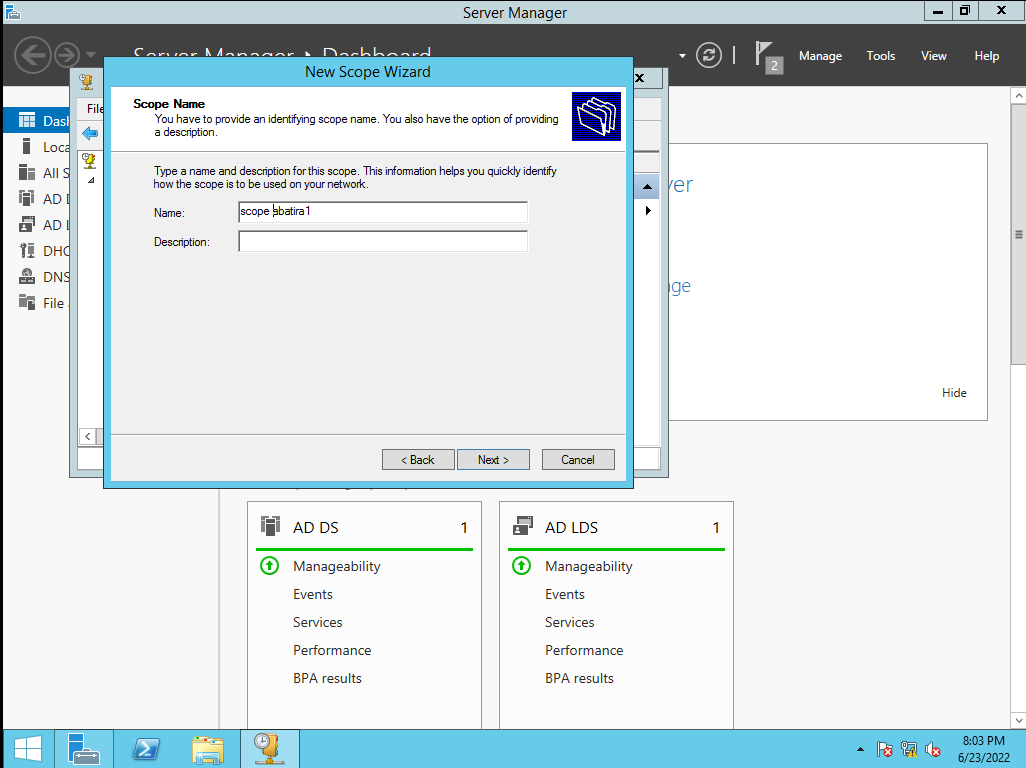 Server Manager
Server Manager • Dashboard
2
Manage
Tools
View
Help
New Scope Wizard
x
File
Scope Name
You have to provide an identifying scope name. You also have the option of providing
a description.
Type a name and description for this scope. This information helps you quickly identify
how the scope is to be used on your network.
Name:
scope abatira1
Description:
< Back
Next >
Cancel
Dash
Loca
All S
AD D
AD L
DHC
DNS
File
ver
ge
Hide
AD DS
1
Manageability
Events
Services
Performance
BPA results
AD LDS
1
Manageability
Events
Services
Performance
BPA results
8:03 PM
6/23/2022